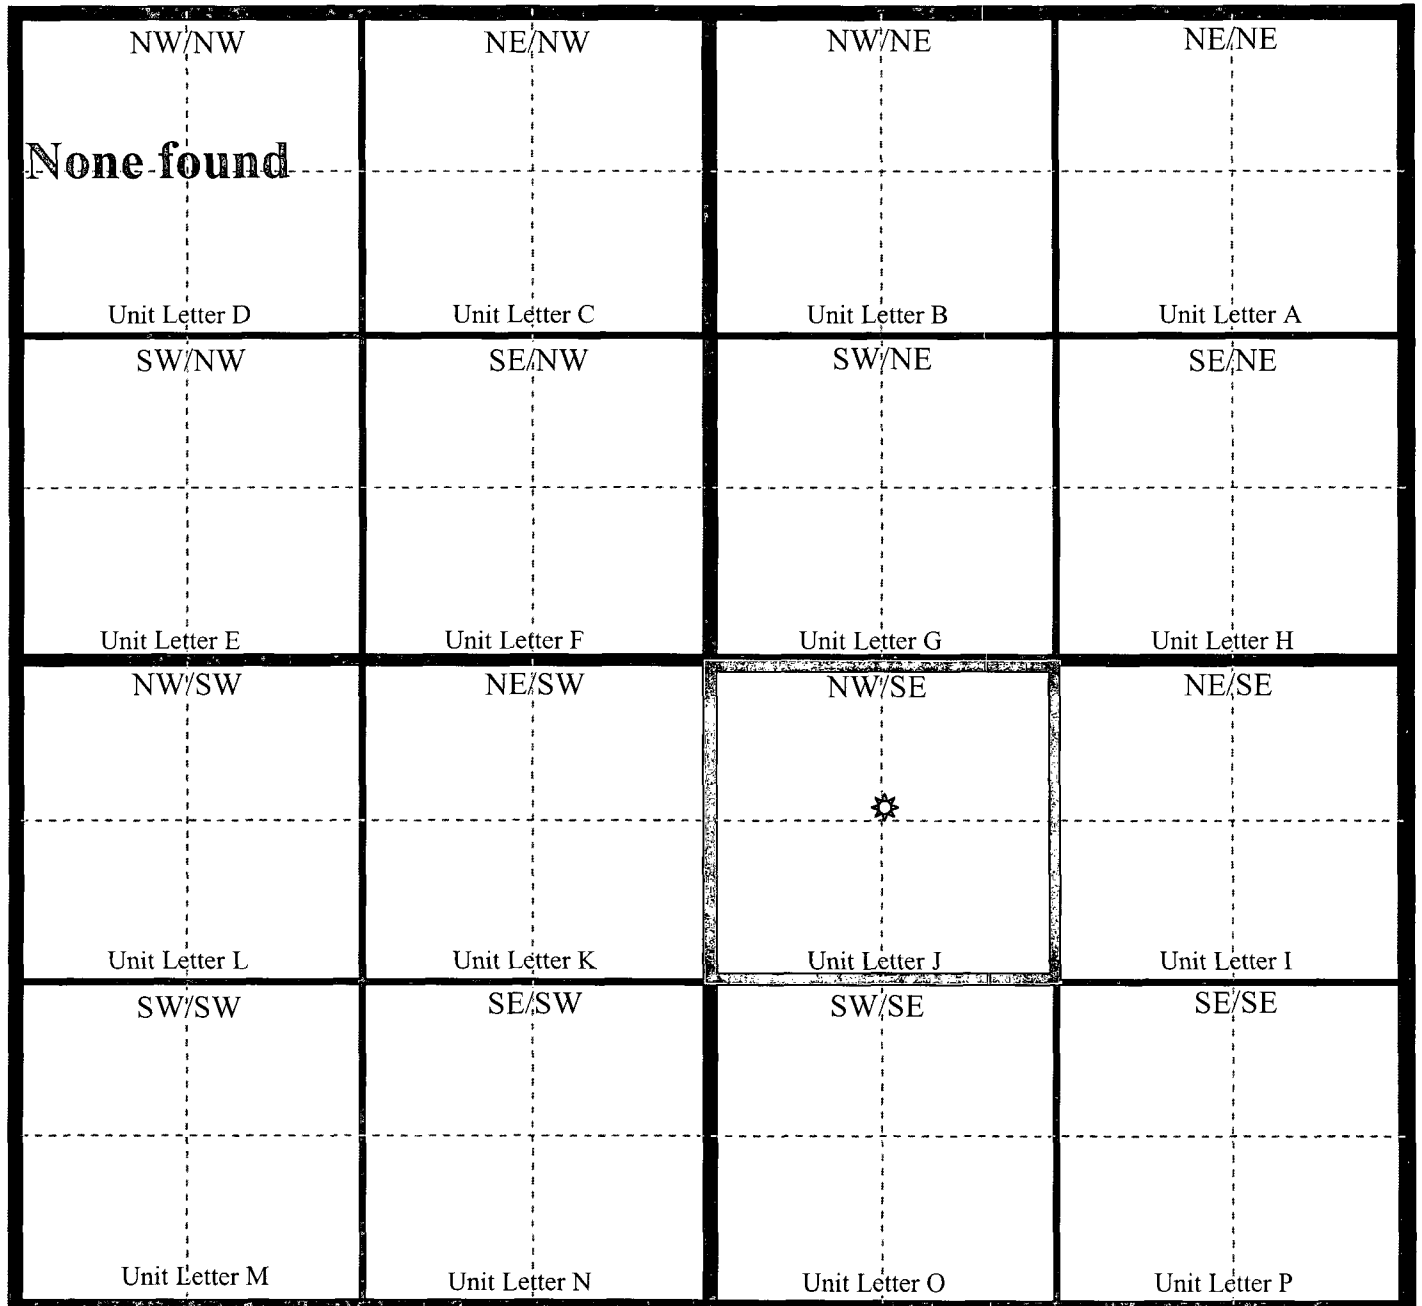 NW/NW NE/NW NW/NE NE/NE
None found
Unit Letter D Unit Letter C Unit Letter B Unit Letter A
SW/NW SE/NW SW/NE SE/NE
Unit Letter E Unit Letter F Unit Letter G Unit Letter H
NW/SW NE/SW NW/SE NE/SE
Unit Letter L Unit Letter K Unit Letter J Unit Letter I
SW/SW SE/SW SW/SE SE/SE
Unit Letter M Unit Letter N Unit Letter O Unit Letter P